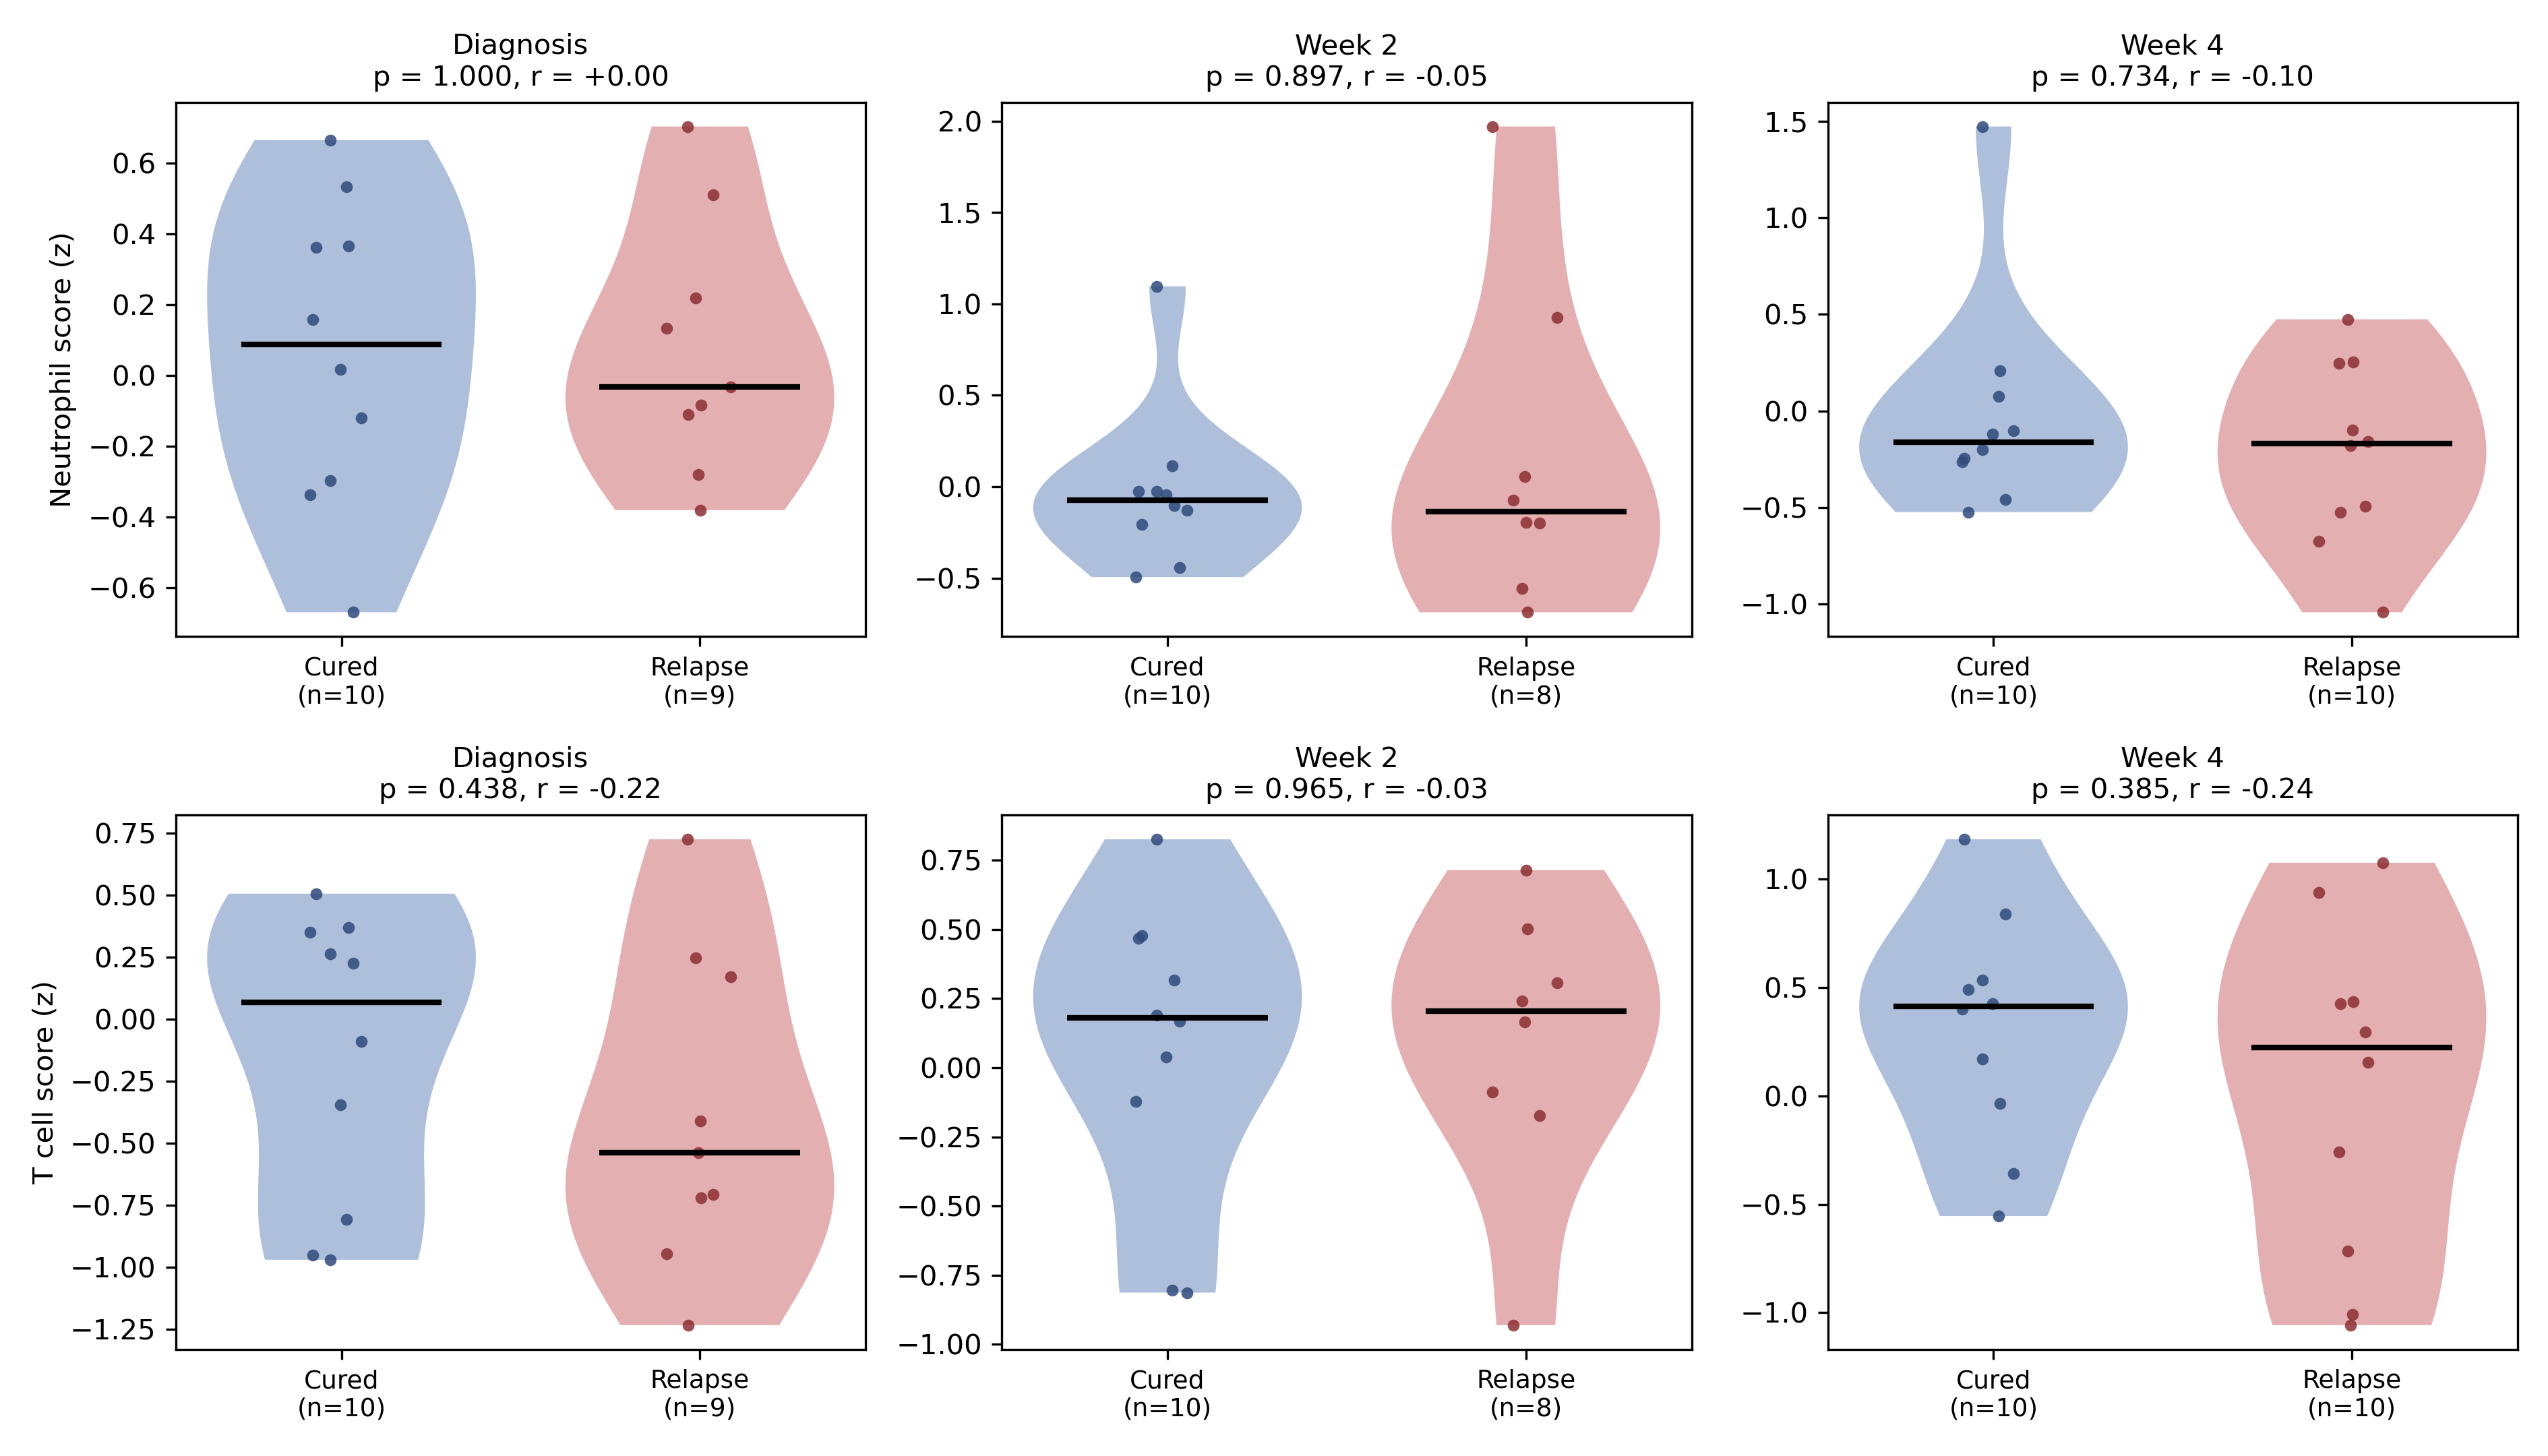 Diagnosis
p = 1.000, r = +0.00
Week 2
p = 0.897, r = -0.05
Week 4
p = 0.734, r = -0.10
Neutrophil score (z)
0.6
0.4
0.2
0.0
−0.2
−0.4
−0.6
2.0
1.5
1.0
0.5
0.0
−0.5
1.5
1.0
0.5
0.0
−0.5
−1.0
Cured
(n=10)
Relapse
(n=9)
Cured
(n=10)
Relapse
(n=8)
Cured
(n=10)
Relapse
(n=10)
Diagnosis
p = 0.438, r = -0.22
Week 2
p = 0.965, r = -0.03
Week 4
p = 0.385, r = -0.24
T cell score (z)
0.75
0.50
0.25
0.00
−0.25
−0.50
−0.75
−1.00
−1.25
0.75
0.50
0.25
0.00
−0.25
−0.50
−0.75
−1.00
1.0
0.5
0.0
−0.5
−1.0
Cured
(n=10)
Relapse
(n=9)
Cured
(n=10)
Relapse
(n=8)
Cured
(n=10)
Relapse
(n=10)